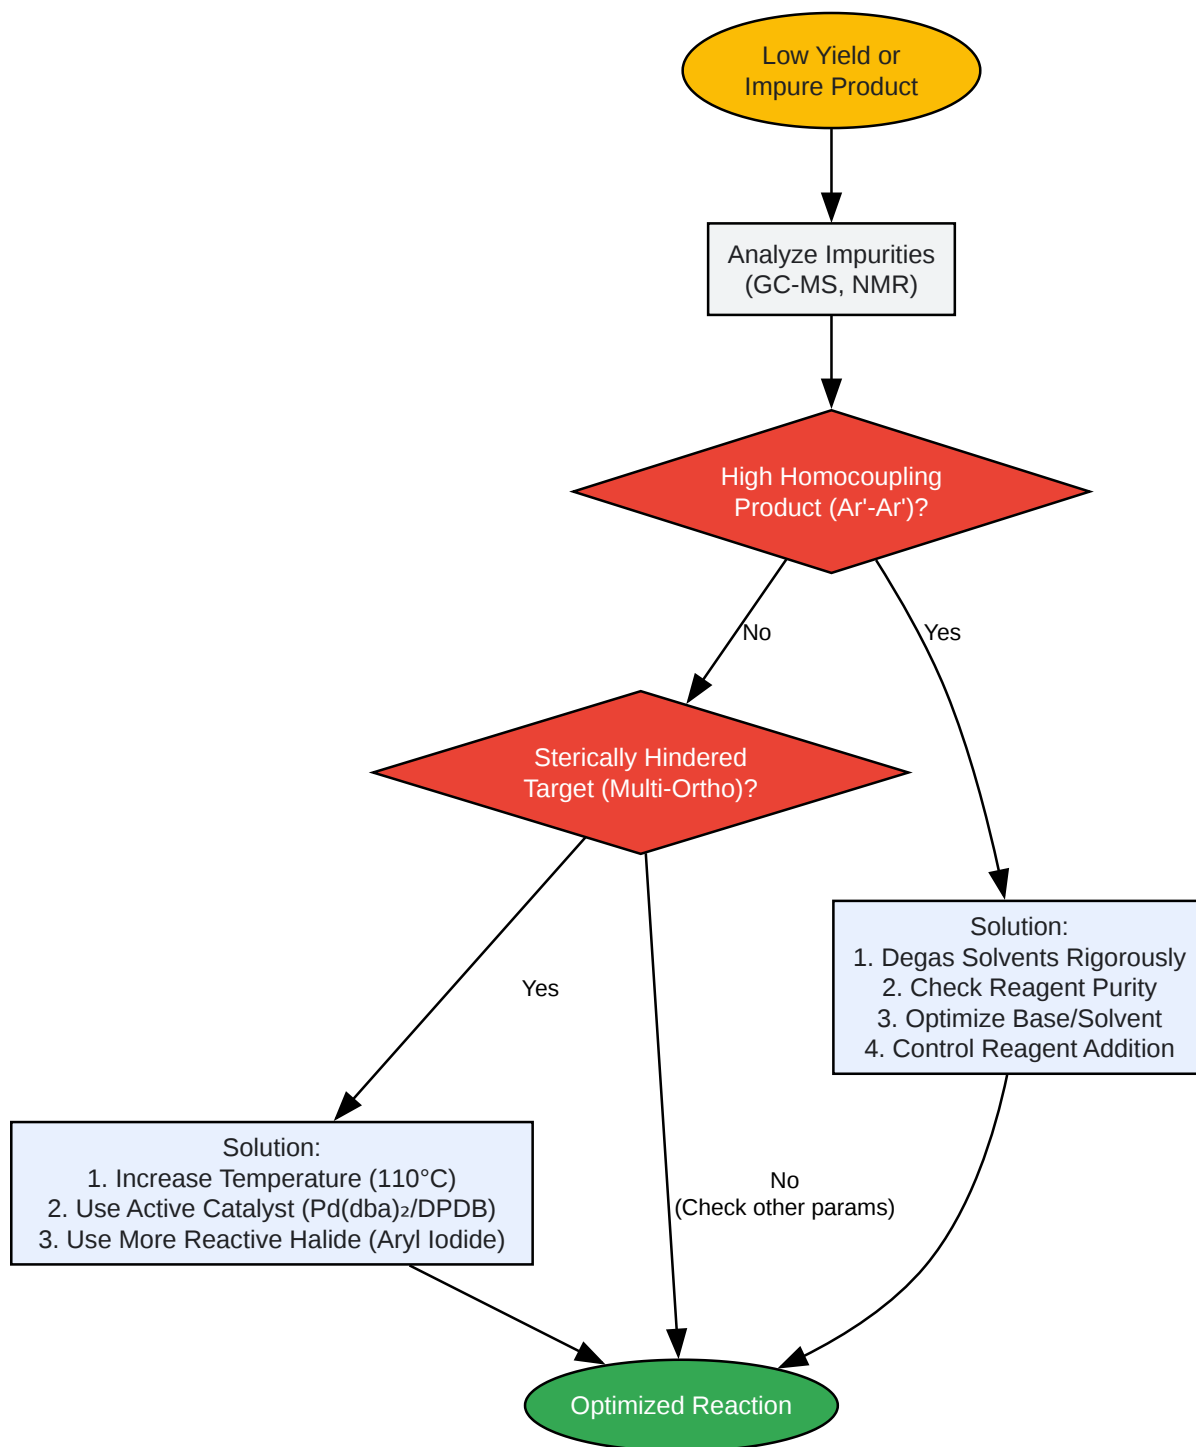 Low Yield or
Impure Product
Analyze Impurities
(GC-MS, NMR)
High Homocoupling
Product (Ar'-Ar')?
No
Yes
Sterically Hindered
Target (Multi-Ortho)?
Solution:
1. Degas Solvents Rigorously
2. Check Reagent Purity
3. Optimize Base/Solvent
4. Control Reagent Addition
Yes
No
(Check other params)
Solution:
1. Increase Temperature (110°C)
2. Use Active Catalyst (Pd(dba)₂/DPDB)
3. Use More Reactive Halide (Aryl Iodide)
Optimized Reaction